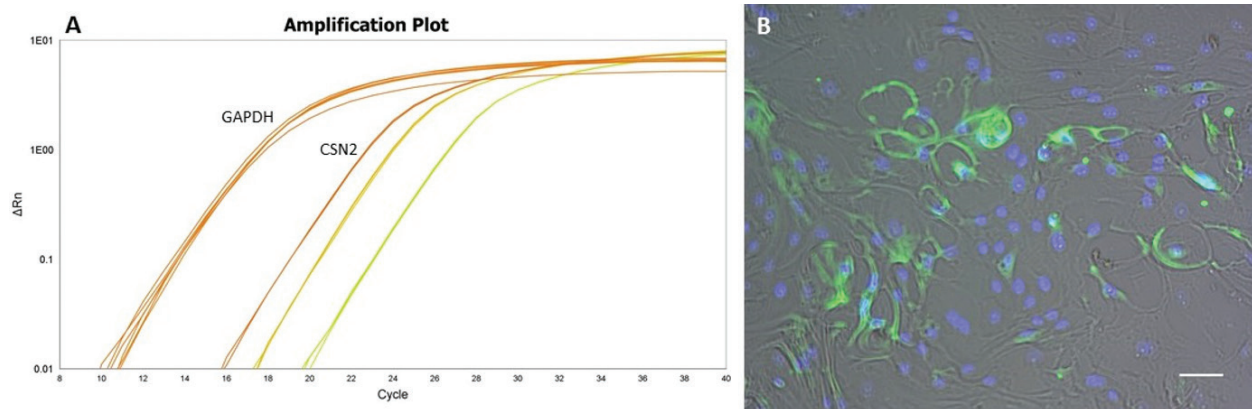 A
Amplification Plot
1E01
1E00
0.1
0.01
ΔRn
GAPDH
CSN2
8 10 12 14 16 18 20 22 24 26 28 30 32 34 36 38 40
Cycle
B